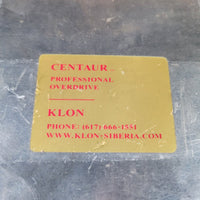 CENTAUR
PROFESSIONAL
OVERDRIVE
KLON
PHONE: (617) 666-1551
WWW.KLON-SIBERIA.COM